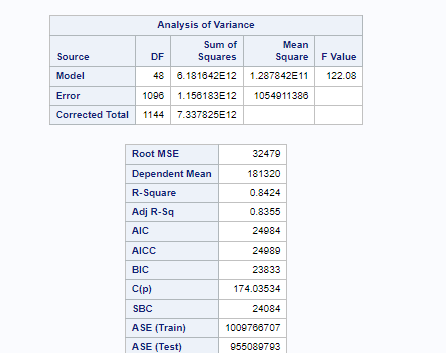 Analysis of Variance
Source DF Sum of Squares Mean Square F Value
Model 48 6.181642E12 1.287842E11 122.08
Error 1096 1.156183E12 1054911386
Corrected Total 1144 7.337825E12
Root MSE 32479
Dependent Mean 181320
R-Square 0.8424
Adj R-Sq 0.8355
AIC 24984
AICC 24989
BIC 23833
C(p) 174.03534
SBC 24084
ASE (Train) 1009766707
ASE (Test) 955089793